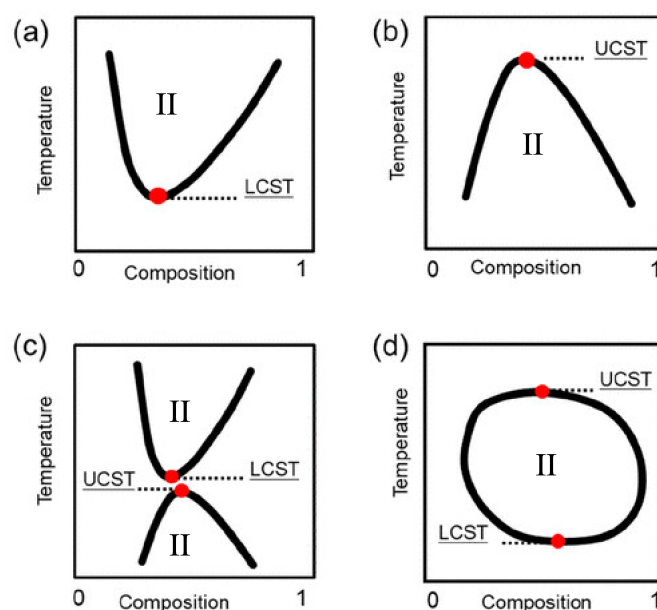 (a)
II
Temperature
LCST
0
Composition
1
(b)
UCST
Temperature
II
0
Composition
1
(c)
II
Temperature
UCST
LCST
II
0
Composition
1
(d)
UCST
Temperature
II
LCST
0
Composition
1